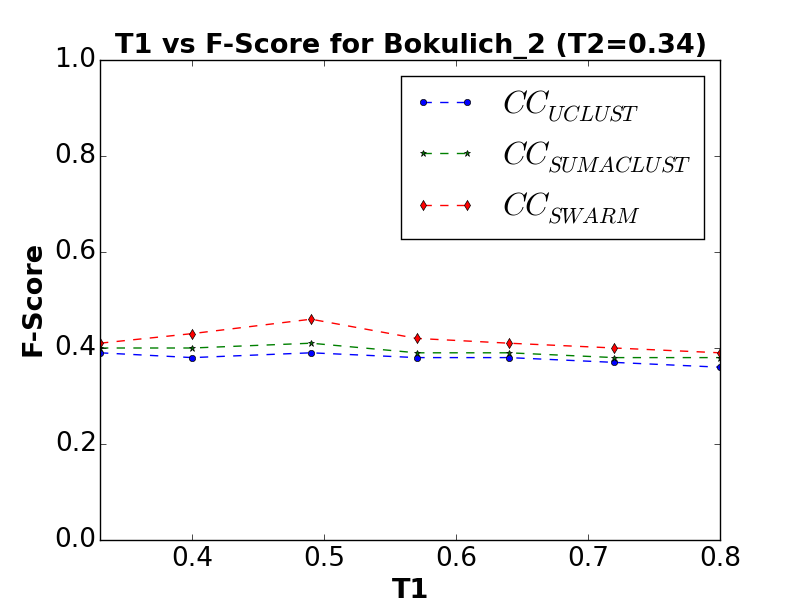 T1 vs F-Score for Bokulich_2 (T2=0.34)
1.0
0.8
0.6
0.4
0.2
0.0
F-Score
CC_UCLUST
CC_SUMACLUST
CC_SWARM
0.4 0.5 0.6 0.7 0.8
T1